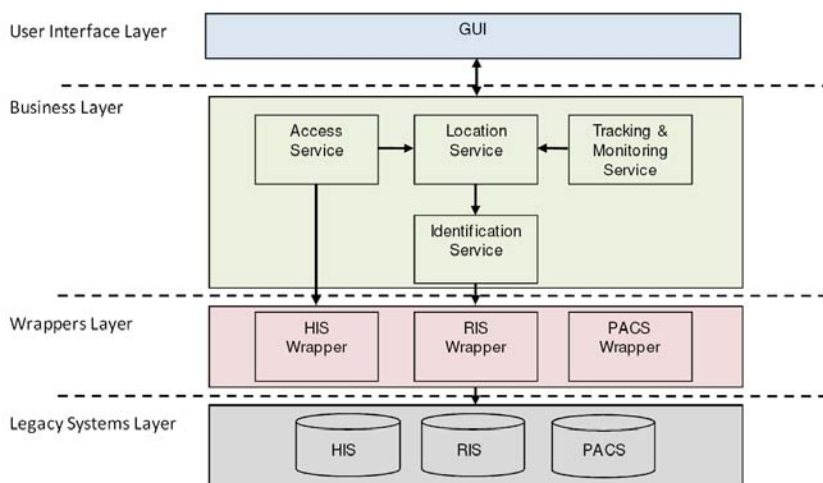 User Interface Layer
GUI
Business Layer
Access
Service
Location
Service
Tracking &
Monitoring
Service
Identification
Service
Wrappers Layer
HIS
Wrapper
RIS
Wrapper
PACS
Wrapper
Legacy Systems Layer
HIS
RIS
PACS